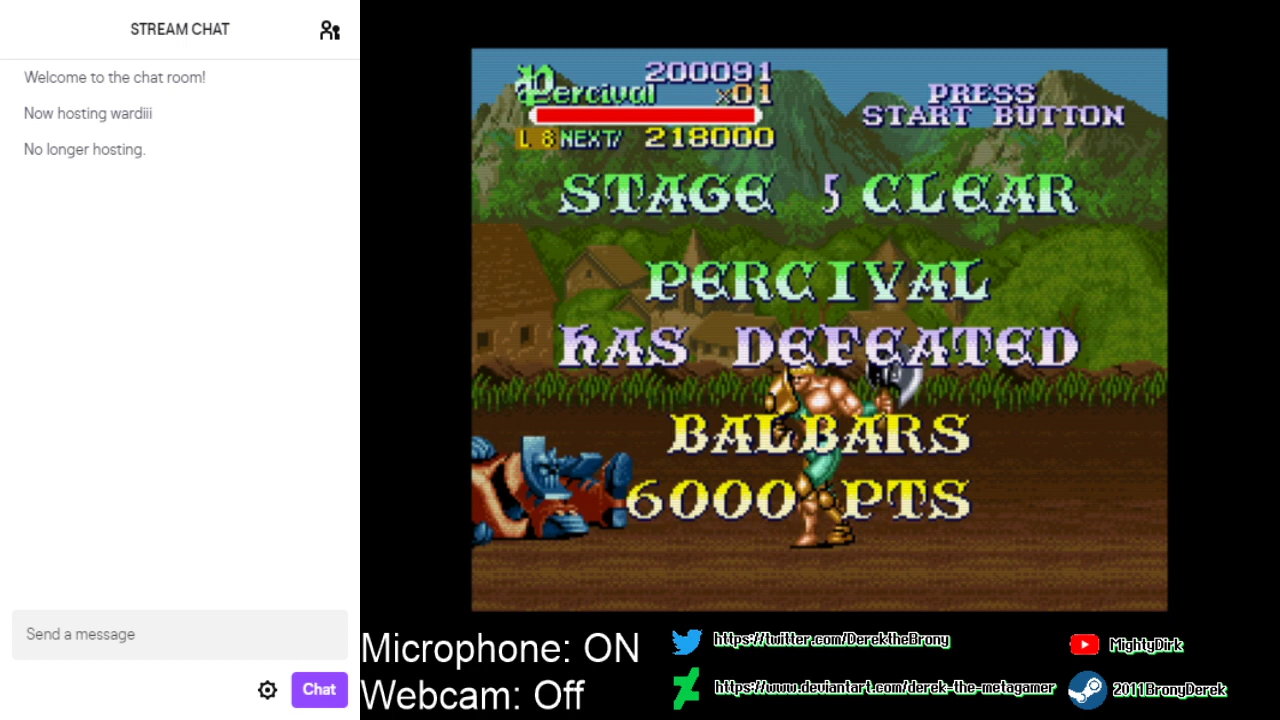 STREAM CHAT
Welcome to the chat room!
Now hosting wardiii
No longer hosting.
Send a message
Chat
200091
Percival x01
L 8 NEXT/ 218000
PRESS
START BUTTON
STAGE 5 CLEAR
PERCIVAL
hAS DEFEATED
BALBARS
6000 PTS
Microphone: ON
Webcam: Off
https://twitter.com/DerektheBrony
https://www.deviantart.com/derek-the-metagamer
MightyDirk
2011BronyDerek